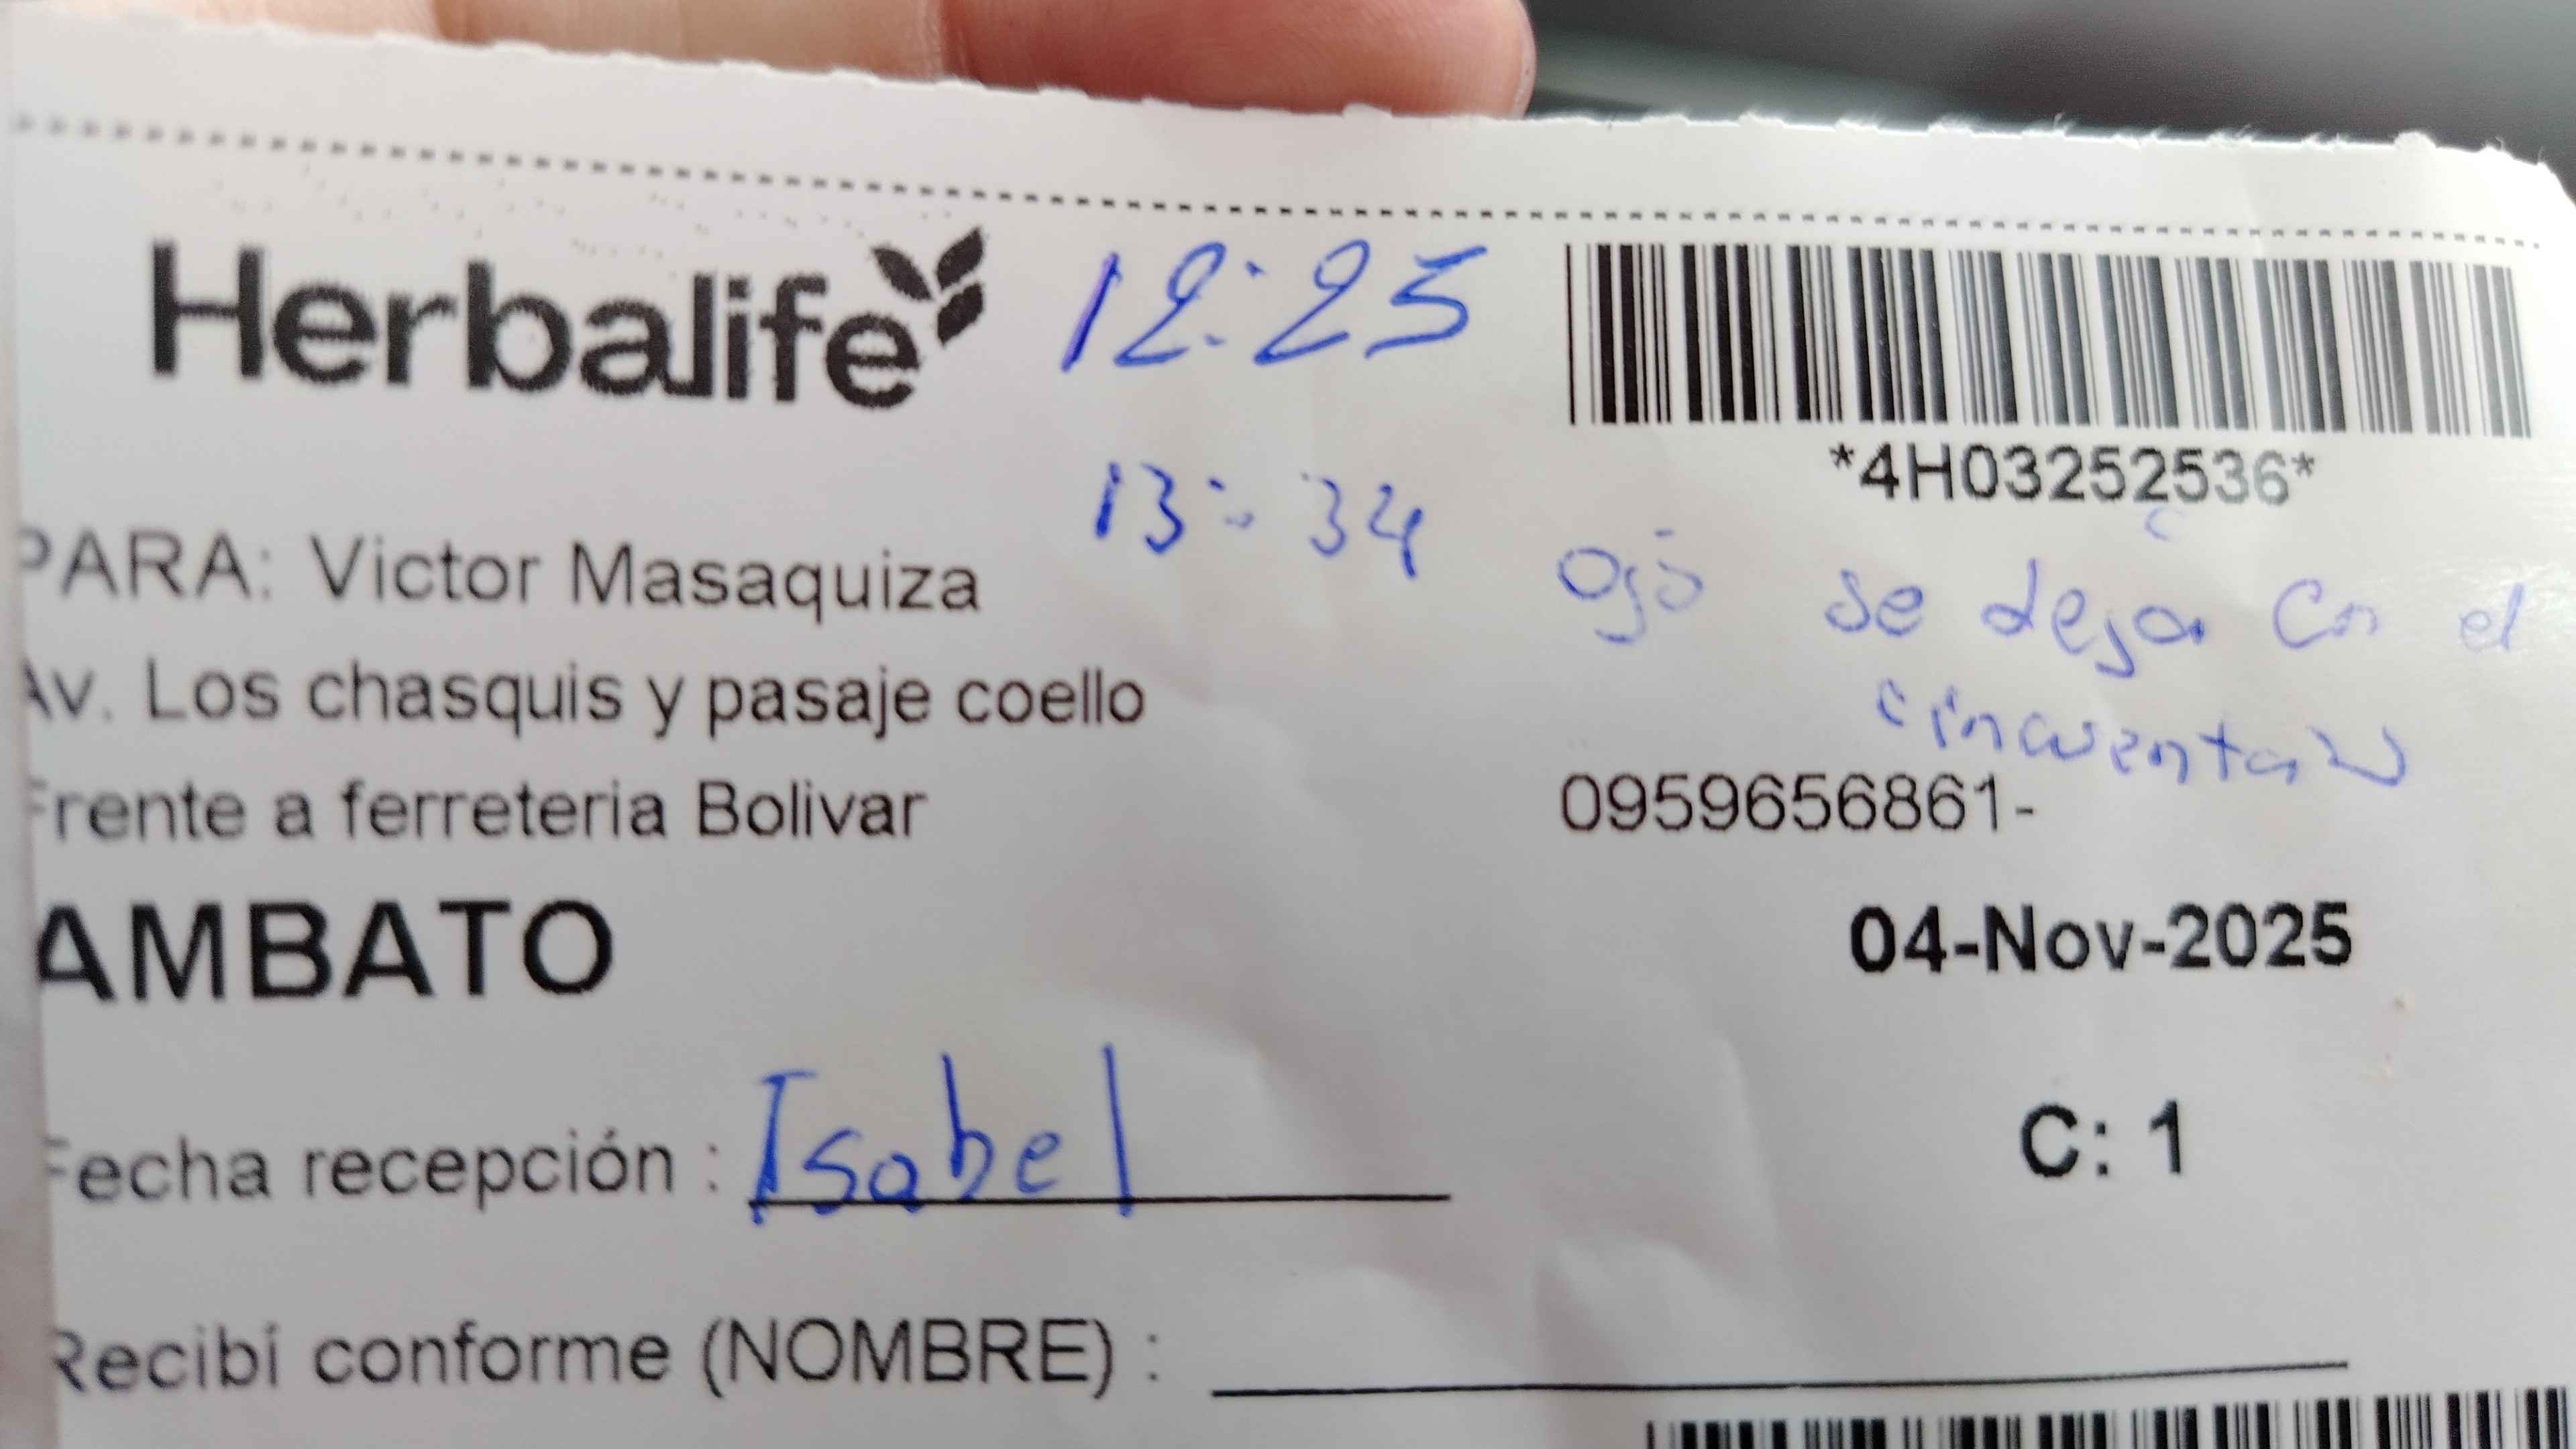 Herbalife
12:25
*4H03252536*
13:34
PARA: Victor Masaquiza
Ojo se deja con el
Av. Los chasquis y pasaje coello
Frente a ferreteria Bolivar
0959656861-
AMBATO
04-Nov-2025
Fecha recepción : Isabel
C: 1
Recibí conforme (NOMBRE) :